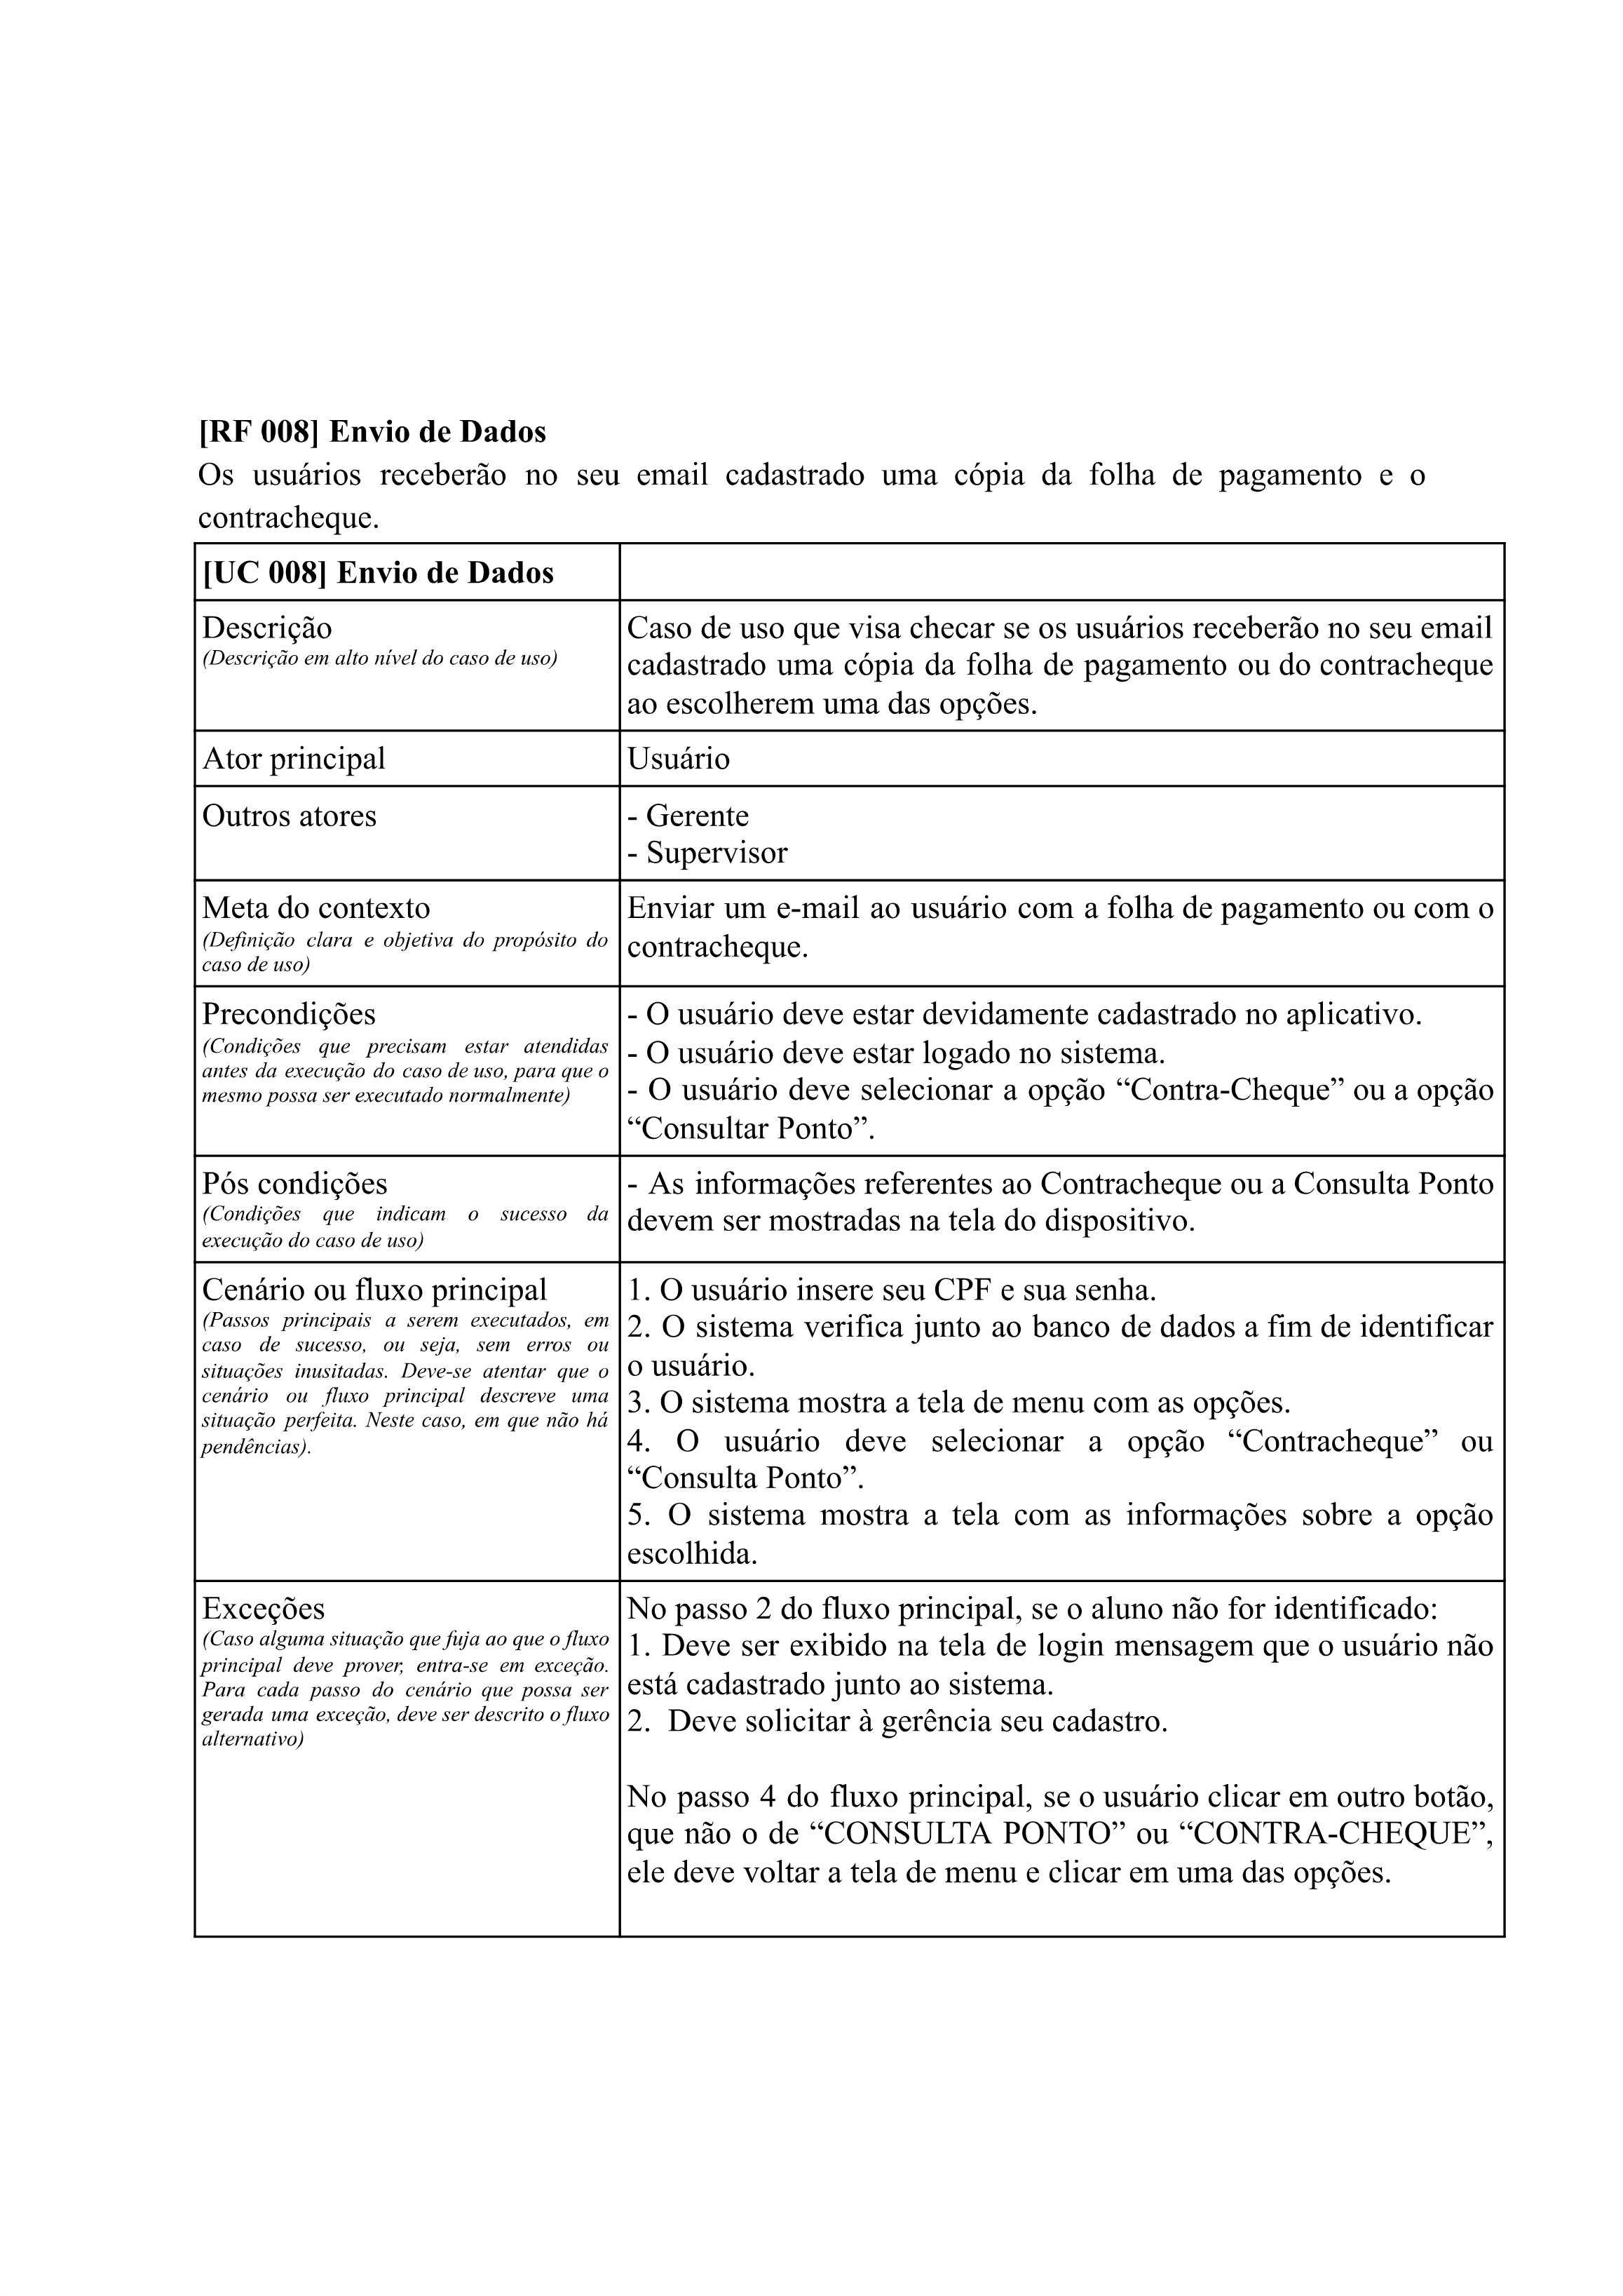 [RF 008] Envio de Dados
Os usuários receberão no seu email cadastrado uma cópia da folha de pagamento e o
contracheque.
[UC 008] Envio de Dados
Descrição
(Descrição em alto nível do caso de uso)
Caso de uso que visa checar se os usuários receberão no seu email
cadastrado uma cópia da folha de pagamento ou do contracheque
ao escolherem uma das opções.
Ator principal
Usuário
Outros atores
- Gerente
- Supervisor
Meta do contexto
(Definição clara e objetiva do propósito do
caso de uso)
Enviar um e-mail ao usuário com a folha de pagamento ou com o
contracheque.
Precondições
(Condições que precisam estar atendidas
antes da execução do caso de uso, para que o
mesmo possa ser executado normalmente)
- O usuário deve estar devidamente cadastrado no aplicativo.
- O usuário deve estar logado no sistema.
- O usuário deve selecionar a opção “Contra-Cheque” ou a opção
“Consultar Ponto”.
Pós condições
(Condições que indicam o sucesso da
execução do caso de uso)
- As informações referentes ao Contracheque ou a Consulta Ponto
devem ser mostradas na tela do dispositivo.
Cenário ou fluxo principal
(Passos principais a serem executados, em
caso de sucesso, ou seja, sem erros ou
situações inusitadas. Deve-se atentar que o
cenário ou fluxo principal descreve uma
situação perfeita. Neste caso, em que não há
pendências).
1. O usuário insere seu CPF e sua senha.
2. O sistema verifica junto ao banco de dados a fim de identificar
o usuário.
3. O sistema mostra a tela de menu com as opções.
4. O usuário deve selecionar a opção “Contracheque” ou
“Consulta Ponto”.
5. O sistema mostra a tela com as informações sobre a opção
escolhida.
Exceções
(Caso alguma situação que fuja ao que o fluxo
principal deve prover, entra-se em exceção.
Para cada passo do cenário que possa ser
gerada uma exceção, deve ser descrito o fluxo
alternativo)
No passo 2 do fluxo principal, se o aluno não for identificado:
1. Deve ser exibido na tela de login mensagem que o usuário não
está cadastrado junto ao sistema.
2. Deve solicitar à gerência seu cadastro.
No passo 4 do fluxo principal, se o usuário clicar em outro botão,
que não o de “CONSULTA PONTO” ou “CONTRA-CHEQUE”,
ele deve voltar a tela de menu e clicar em uma das opções.